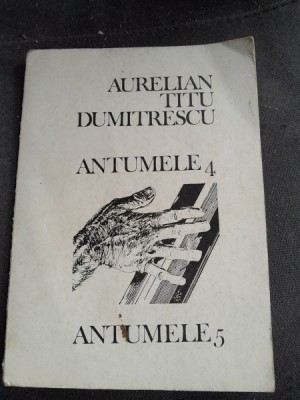 AURELIAN
TITU
DUMITRESCU
ANTUMELE 4
ANTUMELE 5